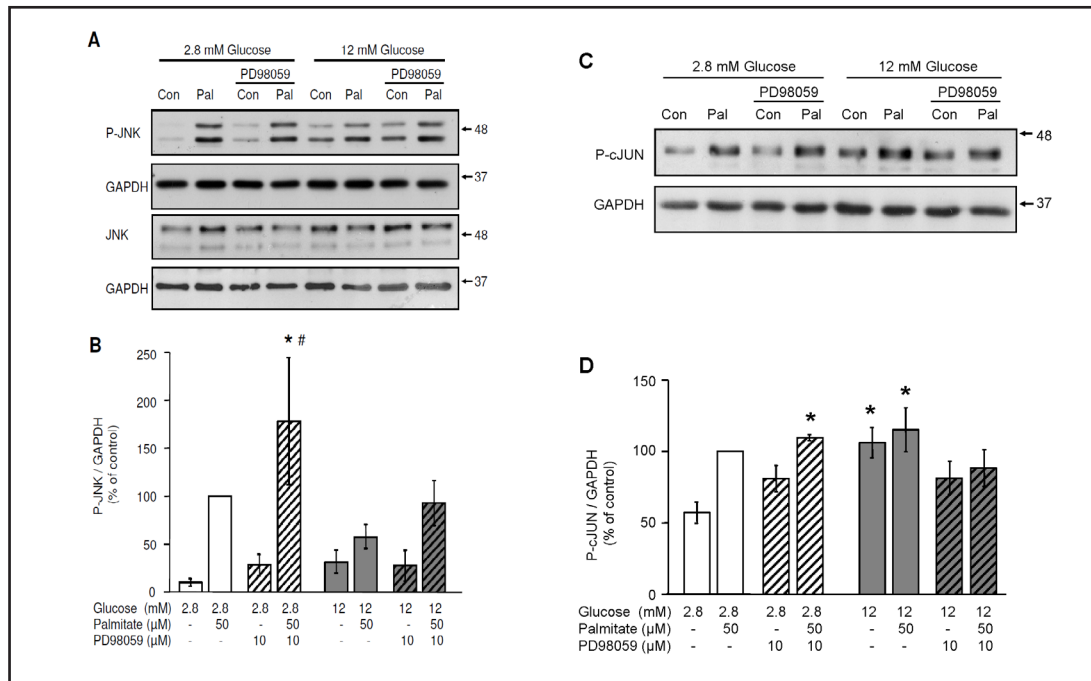 A
2.8 mM Glucose 12 mM Glucose
PD98059 PD98059
Con Pal Con Pal Con Pal Con Pal
P-JNK 48
GAPDH 37
JNK 48
GAPDH 37
B
* #
250
200
150
100
50
0
P-JNK / GAPDH
(% of control)
Glucose (mM) 2.8 2.8 2.8 2.8 12 12 12 12
Palmitate (µM) - 50 - 50 - 50 - 50
PD98059 (µM) - - 10 10 - - 10 10
C
2.8 mM Glucose 12 mM Glucose
PD98059 PD98059
Con Pal Con Pal Con Pal Con Pal
48
P-cJUN
GAPDH 37
D
* * *
150
100
50
0
P-cJUN / GAPDH
(% of control)
Glucose (mM) 2.8 2.8 2.8 2.8 12 12 12 12
Palmitate (µM) - 50 - 50 - 50 - 50
PD98059 (µM) - - 10 10 - - 10 10